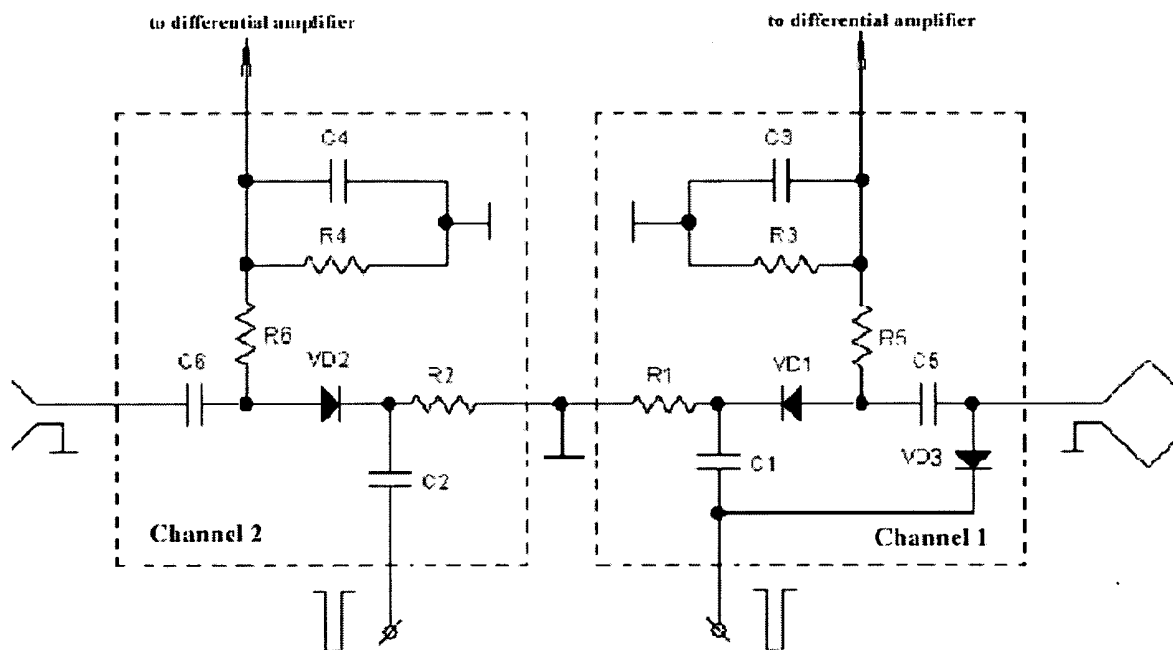 to differential amplifier
to differential amplifier
C4
C3
R4
R3
R6
R5
C6
VD2
R2
R1
VD1
C5
C2
C1
VD3
Channel 2
Channel 1